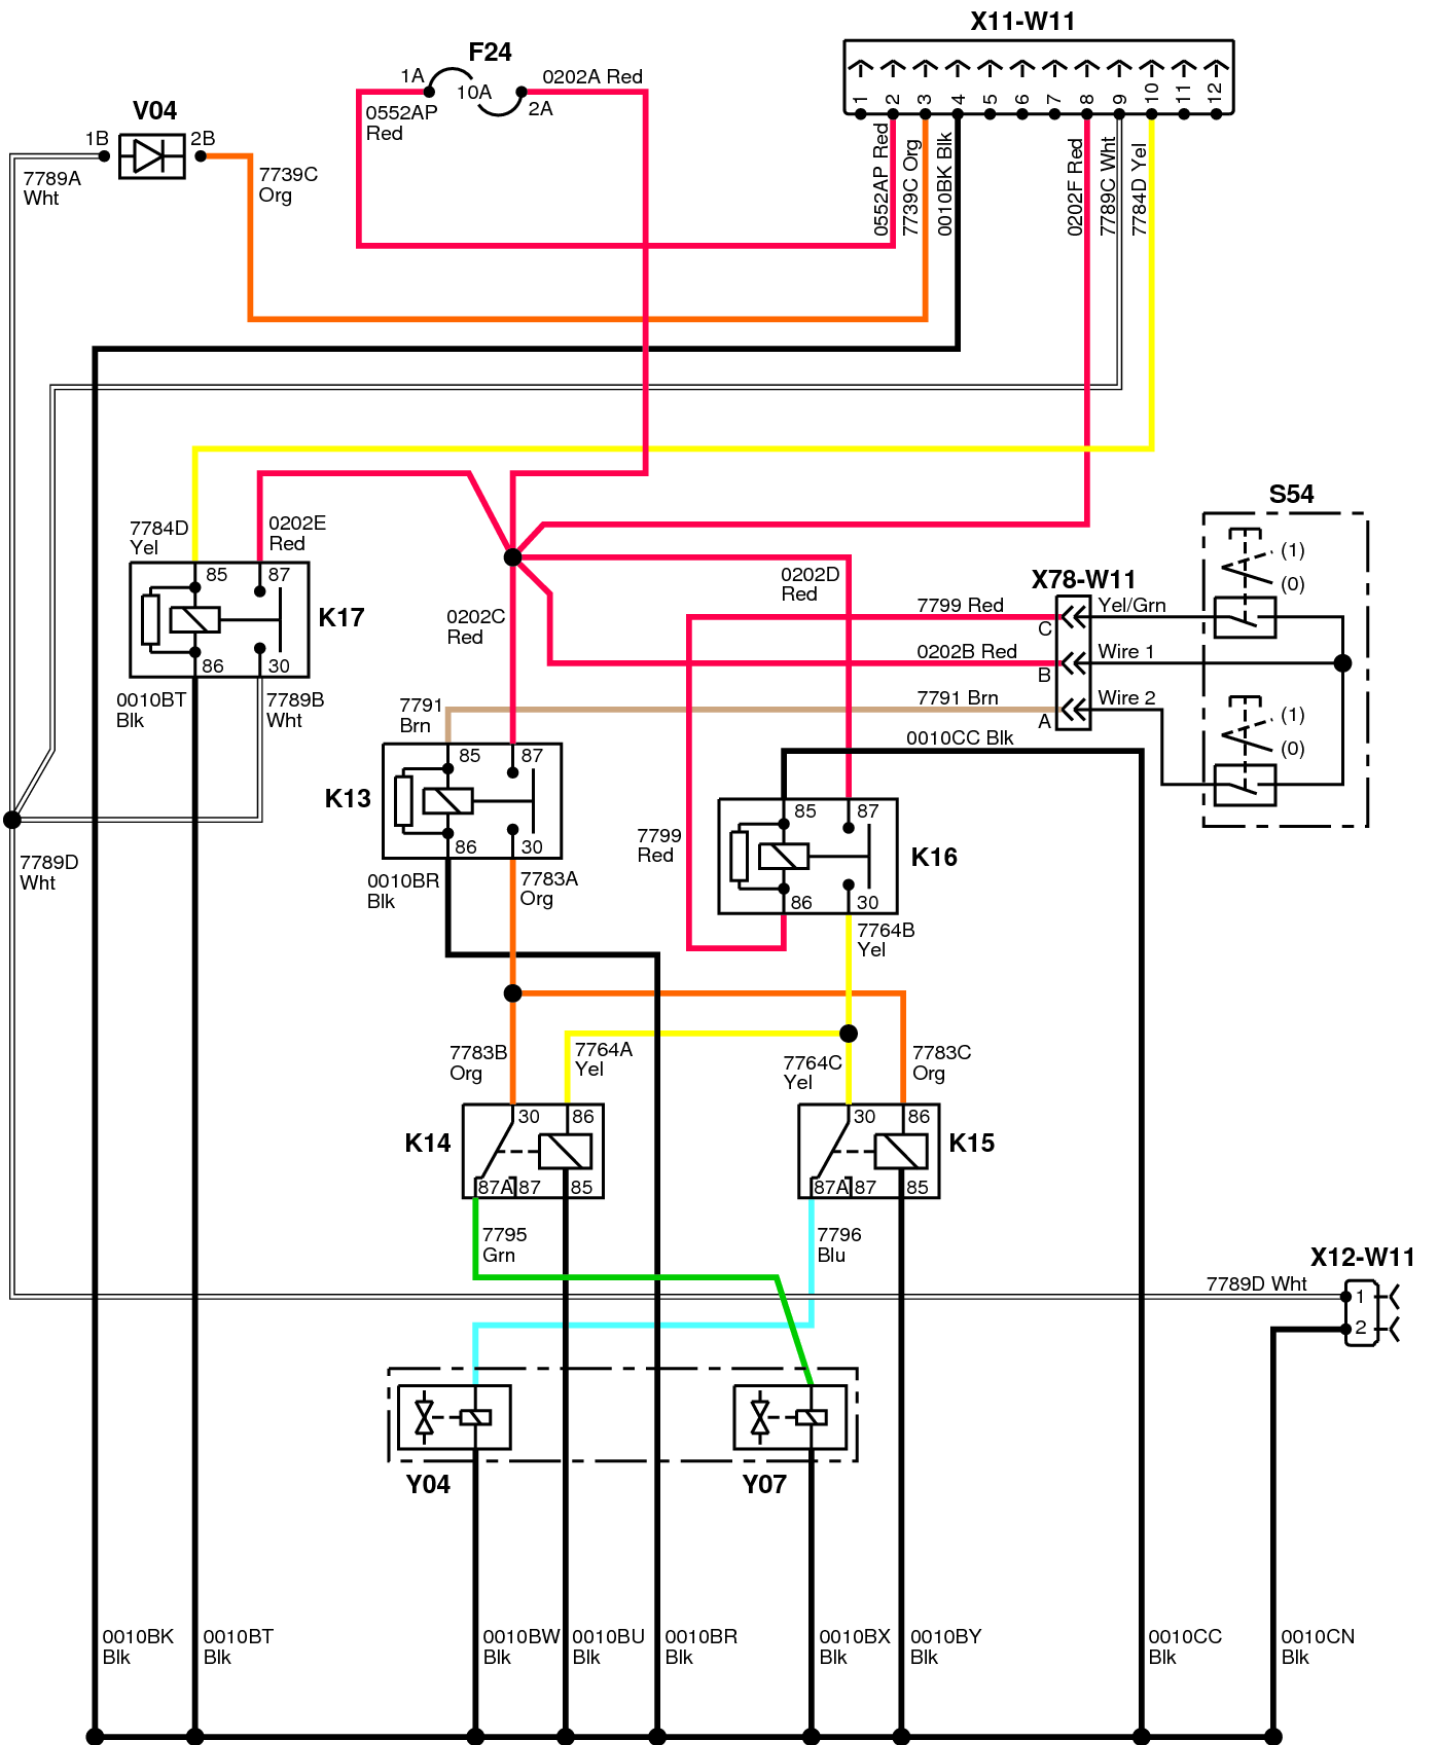 X11-W11
F24
1A
10A
0202A Red
2A
0552AP
Red
V04
1B
2B
7789A
Wht
7739C
Org
1
2
3
4
5
6
7
8
9
10
11
12
0552AP Red
7739C Org
0010BK Blk
0202F Red
7789C Wht
7784D Yel
S54
(1)
(0)
7784D
Yel
0202E
Red
85
87
K17
86
30
0010BT
Blk
7789B
Wht
0202C
Red
0202D
Red
X78-W11
7799 Red
C
Yel/Grn
0202B Red
B
Wire 1
7791 Brn
A
Wire 2
(1)
(0)
7791
Brn
0010CC Blk
85
87
K13
86
30
0010BR
Blk
7783A
Org
85
87
7799
Red
K16
86
30
7764B
Yel
7789D
Wht
7783B
Org
7764A
Yel
7764C
Yel
7783C
Org
30
86
K14
87A
87
85
30
86
K15
87A
87
85
7795
Grn
7796
Blu
X12-W11
7789D Wht
1
2
Y04
Y07
0010BK
Blk
0010BT
Blk
0010BW
Blk
0010BU
Blk
0010BR
Blk
0010BX
Blk
0010BY
Blk
0010CC
Blk
0010CN
Blk